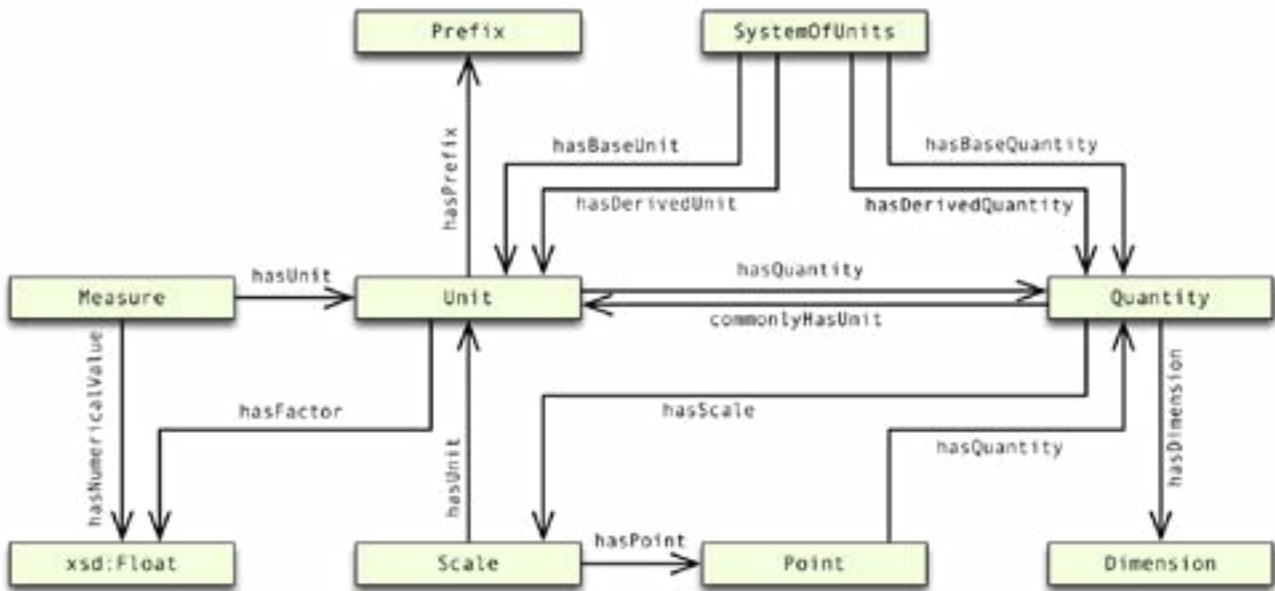 Prefix
SystemOfUnits
hasPrefix
hasBaseUnit
hasBaseQuantity
hasDerivedUnit
hasDerivedQuantity
hasUnit
hasQuantity
Measure
Unit
Quantity
commonlyHasUnit
hasNumericalValue
hasFactor
hasUnit
hasScale
hasQuantity
hasDimension
hasPoint
xsd:Float
Scale
Point
Dimension